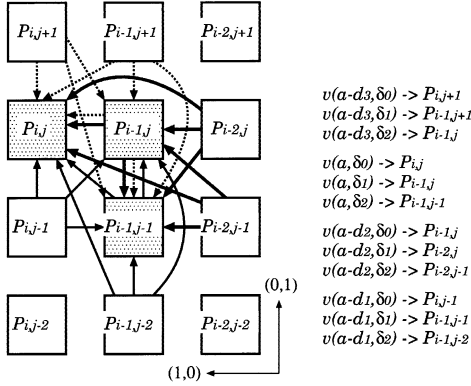 Pi,j+1 Pi-1,j+1 Pi-2,j+1
Pi,j Pi-1,j Pi-2,j
Pi,j-1 Pi-1,j-1 Pi-2,j-1
Pi,j-2 Pi-1,j-2 Pi-2,j-2
(0,1)
(1,0)
v(a-d3,δ0) -> Pi,j+1
v(a-d3,δ1) -> Pi-1,j+1
v(a-d3,δ2) -> Pi-1,j
v(a,δ0) -> Pi,j
v(a,δ1) -> Pi-1,j
v(a,δ2) -> Pi-1,j-1
v(a-d2,δ0) -> Pi-1,j
v(a-d2,δ1) -> Pi-2,j
v(a-d2,δ2) -> Pi-2,j-1
v(a-d1,δ0) -> Pi,j-1
v(a-d1,δ1) -> Pi-1,j-1
v(a-d1,δ2) -> Pi-1,j-2